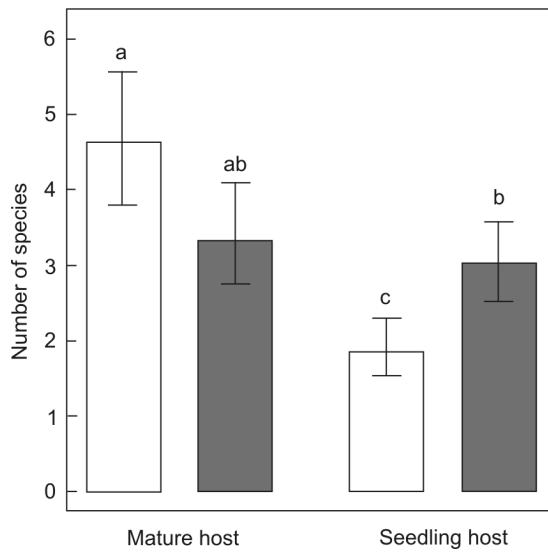 6
5
4
3
2
1
0
Number of species
a
ab
c
b
Mature host
Seedling host